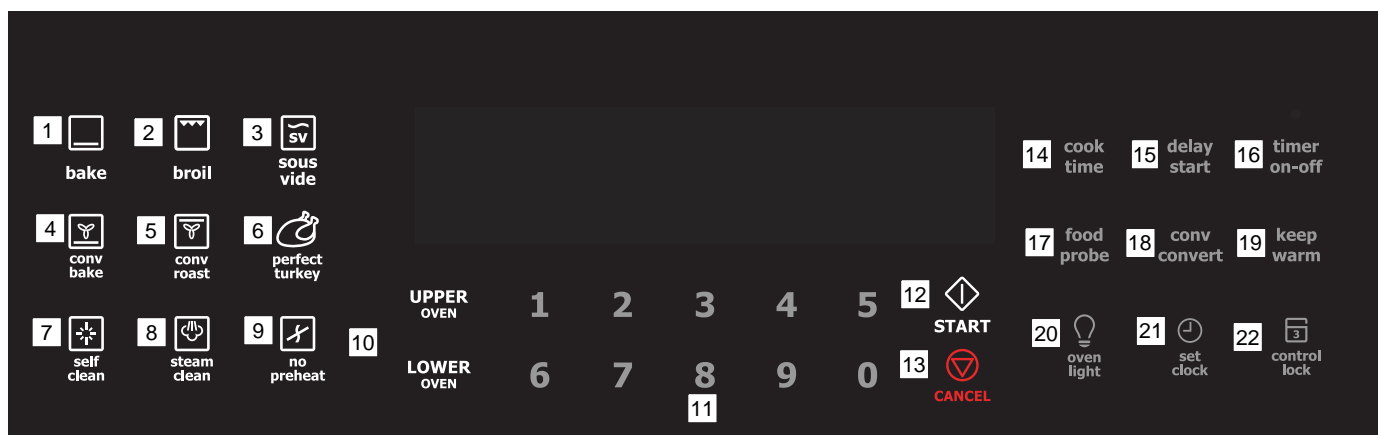 1
bake
2
broil
3
sv
sous
vide
4
conv
bake
5
conv
roast
6
perfect
turkey
7
self
clean
8
steam
clean
9
no
preheat
10
UPPER
OVEN
LOWER
OVEN
1 2 3 4 5
6 7 8 9 0
11
12
START
13
CANCEL
14
cook
time
15
delay
start
16
timer
on-off
17
food
probe
18
conv
convert
19
keep
warm
20
oven
light
21
set
clock
22
3
control
lock